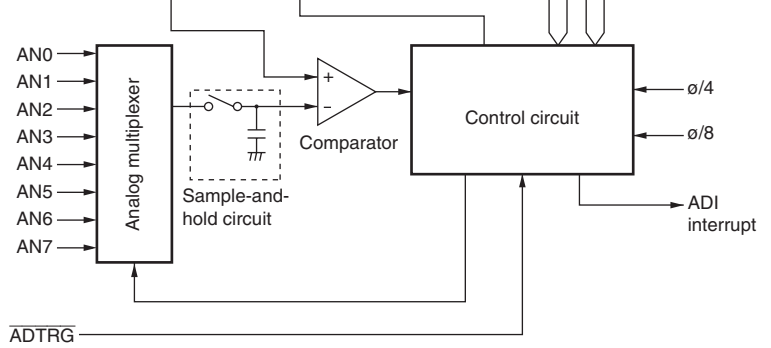 AN0
AN1
AN2
AN3
AN4
AN5
AN6
AN7
Analog multiplexer
Sample-and-
hold circuit
+
–
Comparator
Control circuit
ø/4
ø/8
ADI
interrupt
ADTRG